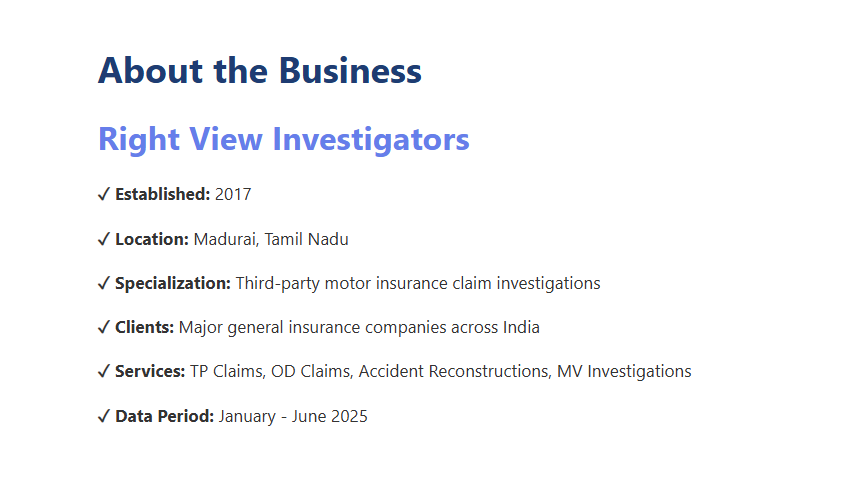 About the Business
Right View Investigators
✓ Established: 2017
✓ Location: Madurai, Tamil Nadu
✓ Specialization: Third-party motor insurance claim investigations
✓ Clients: Major general insurance companies across India
✓ Services: TP Claims, OD Claims, Accident Reconstructions, MV Investigations
✓ Data Period: January - June 2025